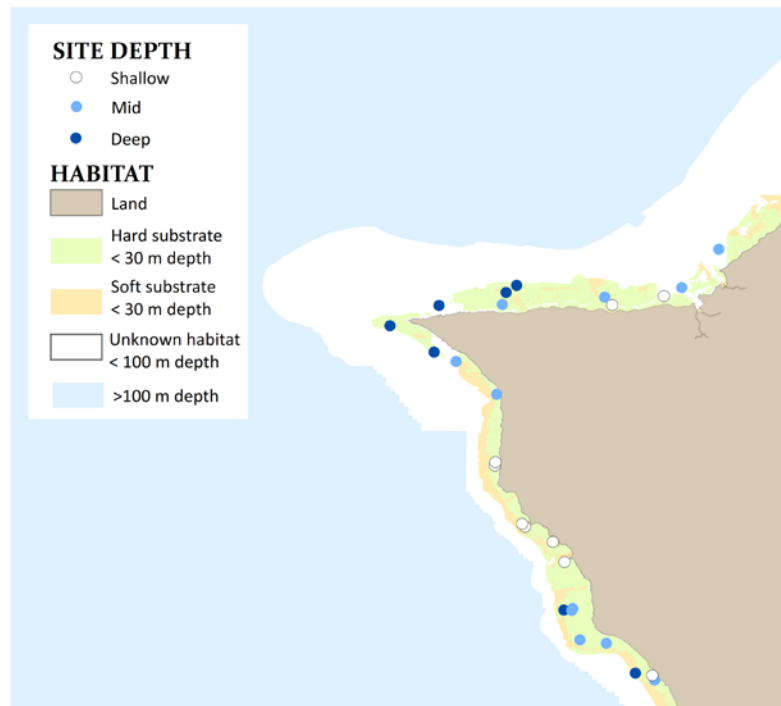 SITE DEPTH
Shallow
Mid
Deep
HABITAT
Land
Hard substrate
< 30 m depth
Soft substrate
< 30 m depth
Unknown habitat
< 100 m depth
>100 m depth